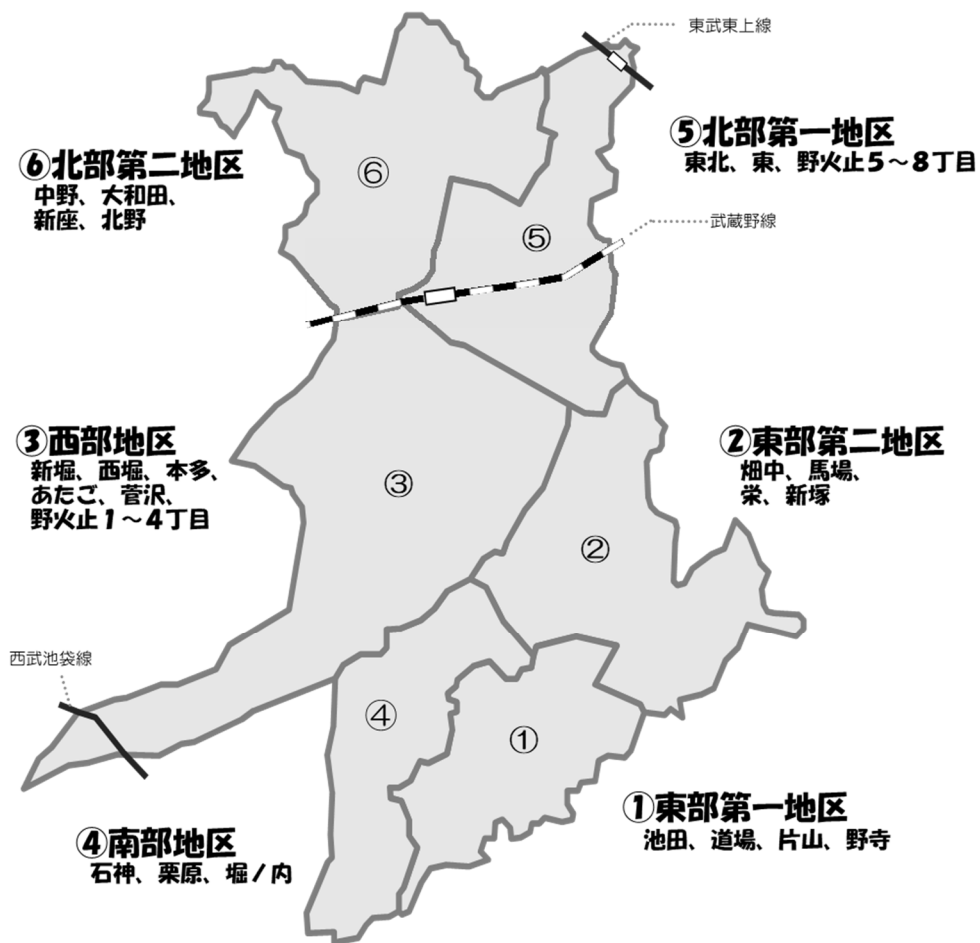 東武東上線
⑤北部第一地区
東北、東、野火止5～8丁目
⑥北部第二地区
中野、大和田、
新座、北野
⑥
武蔵野線
⑤
③西部地区
新堀、西堀、本多、
あたご、菅沢、
野火止1～4丁目
②東部第二地区
畑中、馬場、
栄、新塚
③
②
西武池袋線
④
①
①東部第一地区
池田、道場、片山、野寺
④南部地区
石神、栗原、堀ノ内